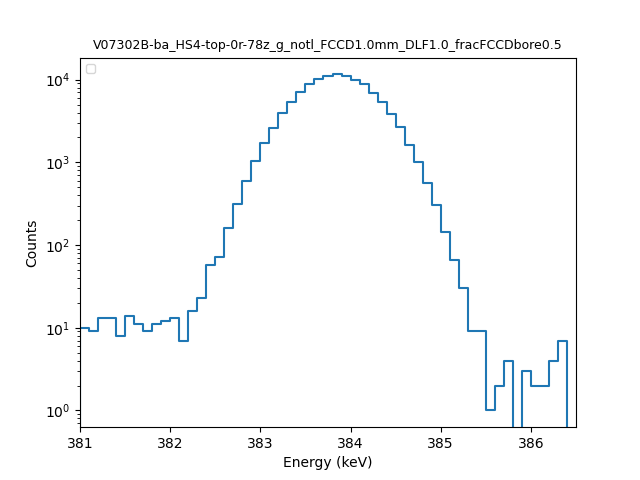 V07302B-ba_HS4-top-0r-78z_g_notl_FCCD1.0mm_DLF1.0_fracFCCDbore0.5
10^4
10^3
10^2
10^1
10^0
Counts
381 382 383 384 385 386
Energy (keV)